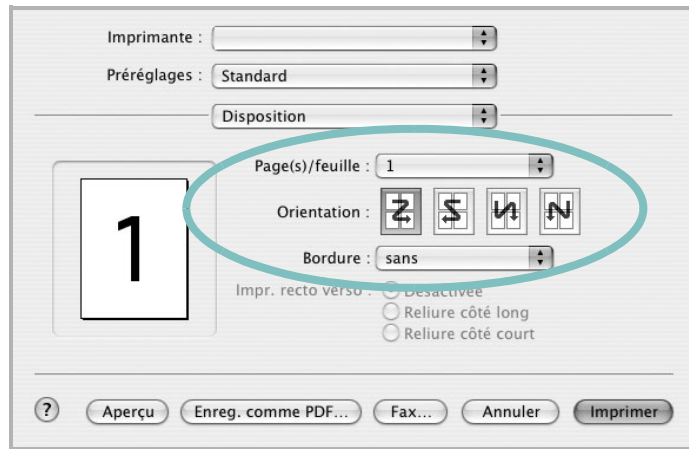 Imprimante :
Préréglages : Standard
Disposition
Page(s)/feuille : 1
Orientation :
Bordure : sans
Impr. recto verso : Désactivée
Reliure côté long
Reliure côté court
1
? Aperçu Enreg. comme PDF... Fax... Annuler Imprimer